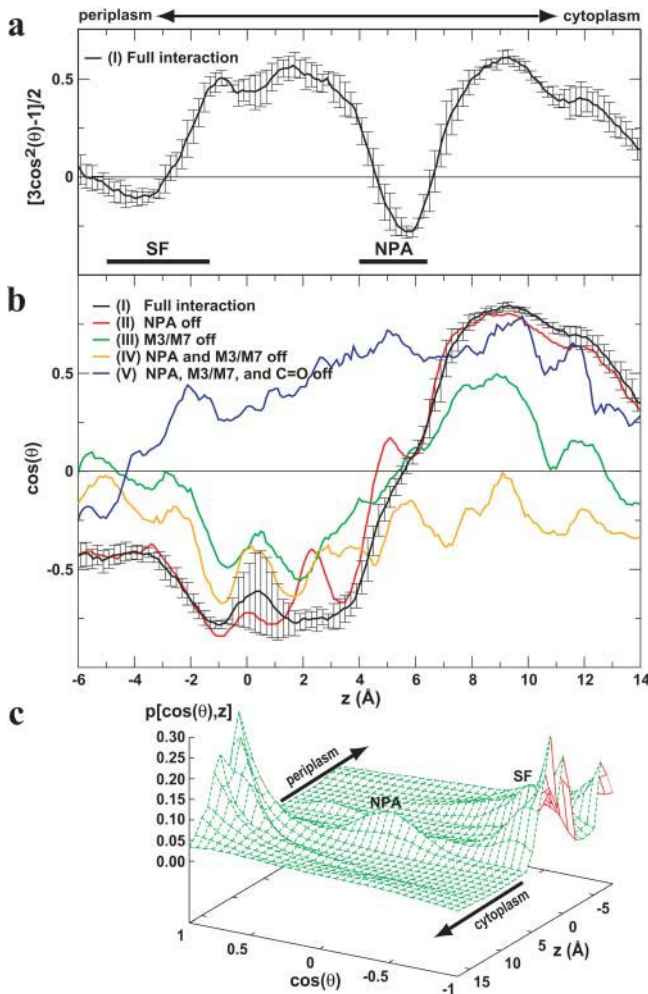 periplasm cytoplasm
a
(I) Full interaction
[3cos²(θ)-1]/2
0.5
0
SF NPA
b
(I) Full interaction
(II) NPA off
(III) M3/M7 off
(IV) NPA and M3/M7 off
(V) NPA, M3/M7, and C=O off
cos(θ)
0.5
0
-0.5
-6 -4 -2 0 2 4 6 8 10 12 14
z (Å)
c
p[cos(θ),z]
0.30
0.25
0.20
0.15
0.10
0.05
0.00
periplasm
NPA
SF
cytoplasm
1 0.5 0 -0.5 -1
cos(θ)
15 10 5 0 -5
z (Å)